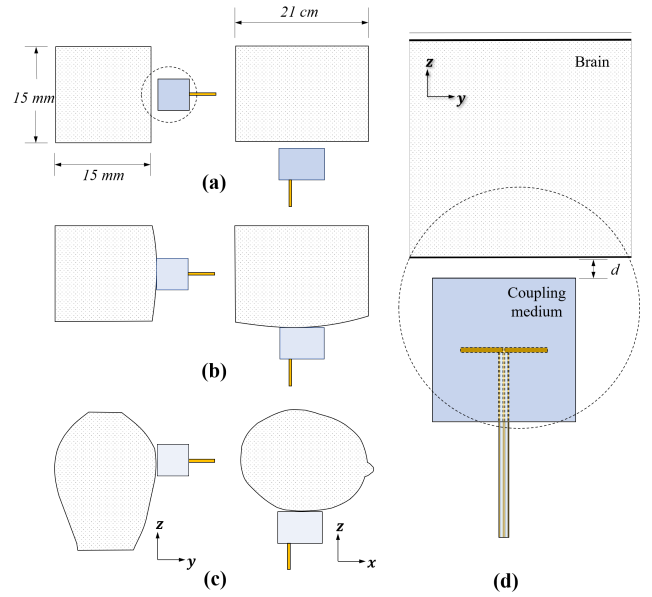 21 cm
15 mm
15 mm
(a)
(b)
z
y
z
x
(c)
Brain
z
y
d
Coupling
medium
(d)